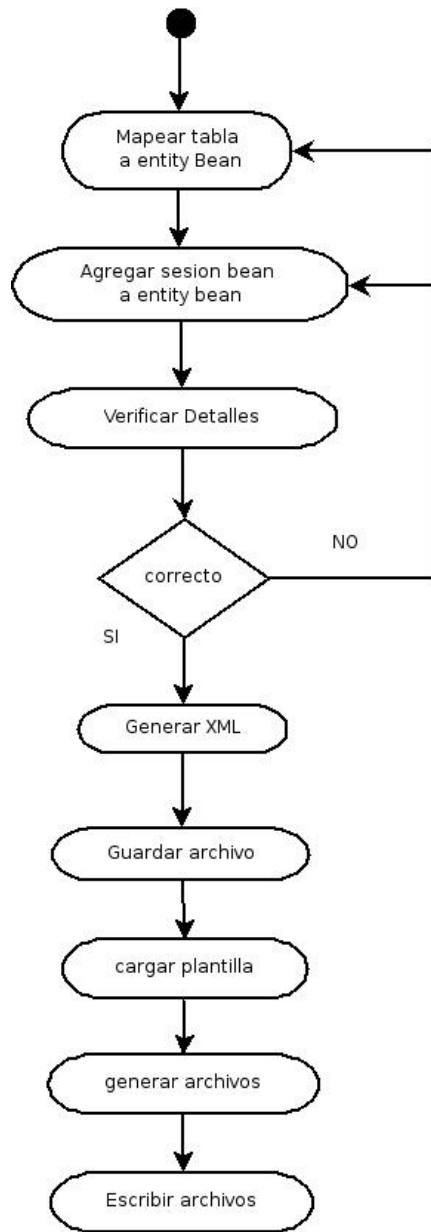 Mapear tabla
a entity Bean
Agregar sesion bean
a entity bean
Verificar Detalles
correcto
NO
SI
Generar XML
Guardar archivo
cargar plantilla
generar archivos
Escribir archivos